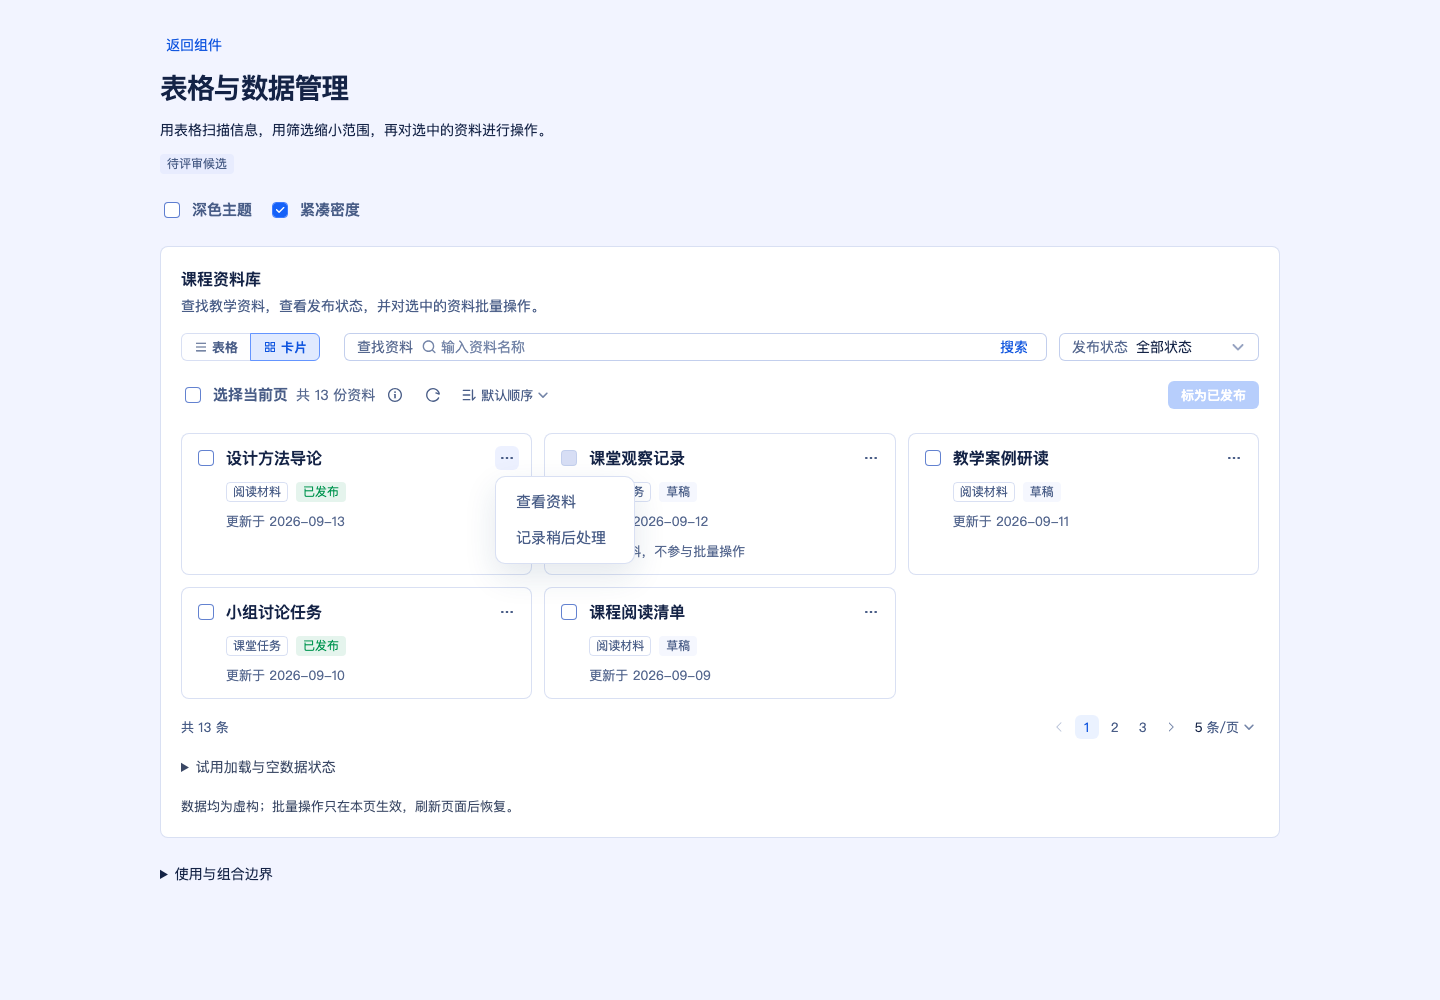 返回组件
表格与数据管理
用表格扫描信息，用筛选缩小范围，再对选中的资料进行操作。
待评审候选
深色主题 紧凑密度
课程资料库
查找教学资料，查看发布状态，并对选中的资料批量操作。
表格 卡片 查找资料 输入资料名称 搜索 发布状态 全部状态
选择当前页 共 13 份资料 默认顺序 标为已发布
设计方法导论
阅读材料 已发布
更新于 2026-09-13
查看资料
记录稍后处理
课堂观察记录
务 草稿
2026-09-12
料，不参与批量操作
教学案例研读
阅读材料 草稿
更新于 2026-09-11
小组讨论任务
课堂任务 已发布
更新于 2026-09-10
课程阅读清单
阅读材料 草稿
更新于 2026-09-09
共 13 条 1 2 3 5 条/页
试用加载与空数据状态
数据均为虚构；批量操作只在本页生效，刷新页面后恢复。
使用与组合边界